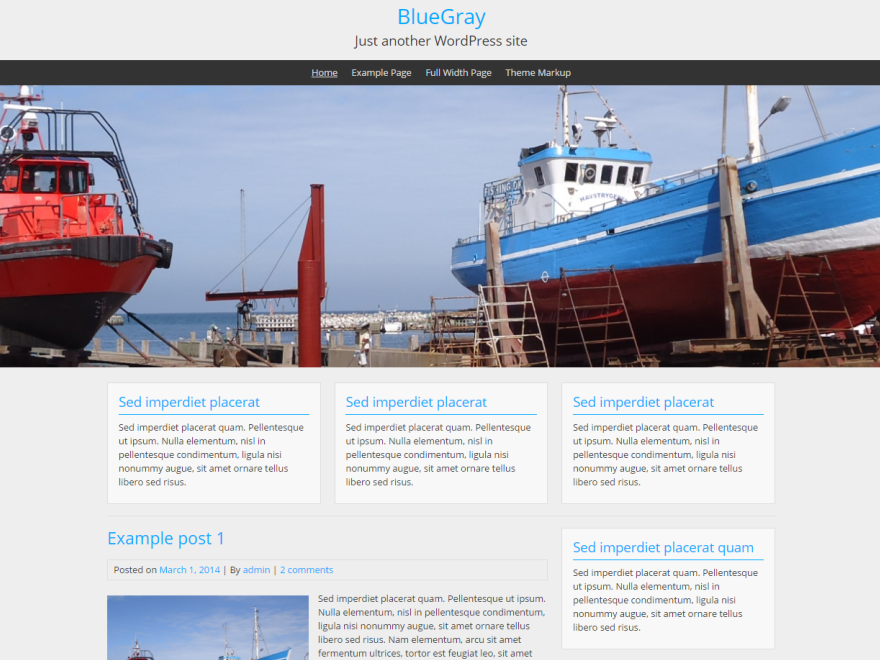 BlueGray
Just another WordPress site
Home Example Page Full Width Page Theme Markup
FISHING
HAVSTRYGER
Sed imperdiet placerat
Sed imperdiet placerat quam. Pellentesque
ut ipsum. Nulla elementum, nisl in
pellentesque condimentum, ligula nisi
nonummy augue, sit amet ornare tellus
libero sed risus.
Sed imperdiet placerat
Sed imperdiet placerat quam. Pellentesque
ut ipsum. Nulla elementum, nisl in
pellentesque condimentum, ligula nisi
nonummy augue, sit amet ornare tellus
libero sed risus.
Sed imperdiet placerat
Sed imperdiet placerat quam. Pellentesque
ut ipsum. Nulla elementum, nisl in
pellentesque condimentum, ligula nisi
nonummy augue, sit amet ornare tellus
libero sed risus.
Example post 1
Posted on March 1, 2014 | By admin | 2 comments
Sed imperdiet placerat quam. Pellentesque ut ipsum.
Nulla elementum, nisl in pellentesque condimentum,
ligula nisi nonummy augue, sit amet ornare tellus
libero sed risus. Nam elementum, arcu sit amet
fermentum ultrices, tortor est feugiat leo, sit amet
Sed imperdiet placerat quam
Sed imperdiet placerat quam. Pellentesque
ut ipsum. Nulla elementum, nisl in
pellentesque condimentum, ligula nisi
nonummy augue, sit amet ornare tellus
libero sed risus.